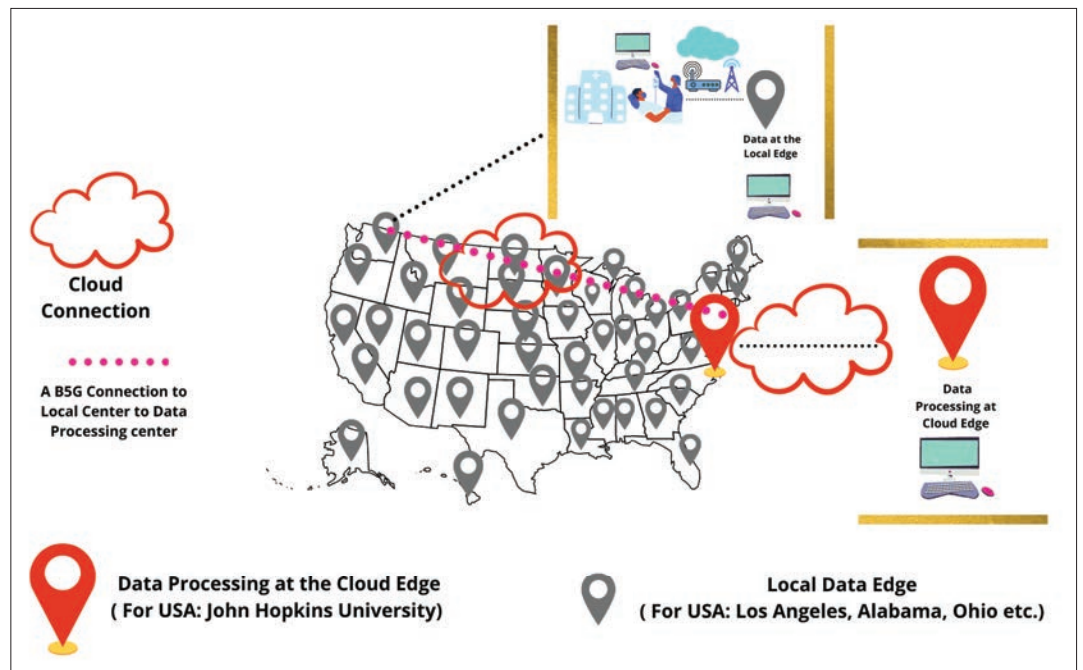 Data at the
Local Edge
Cloud
Connection
A B5G Connection to
Local Center to Data
Processing center
Data
Processing at
Cloud Edge
Data Processing at the Cloud Edge
( For USA: John Hopkins University)
Local Data Edge
( For USA: Los Angeles, Alabama, Ohio etc.)